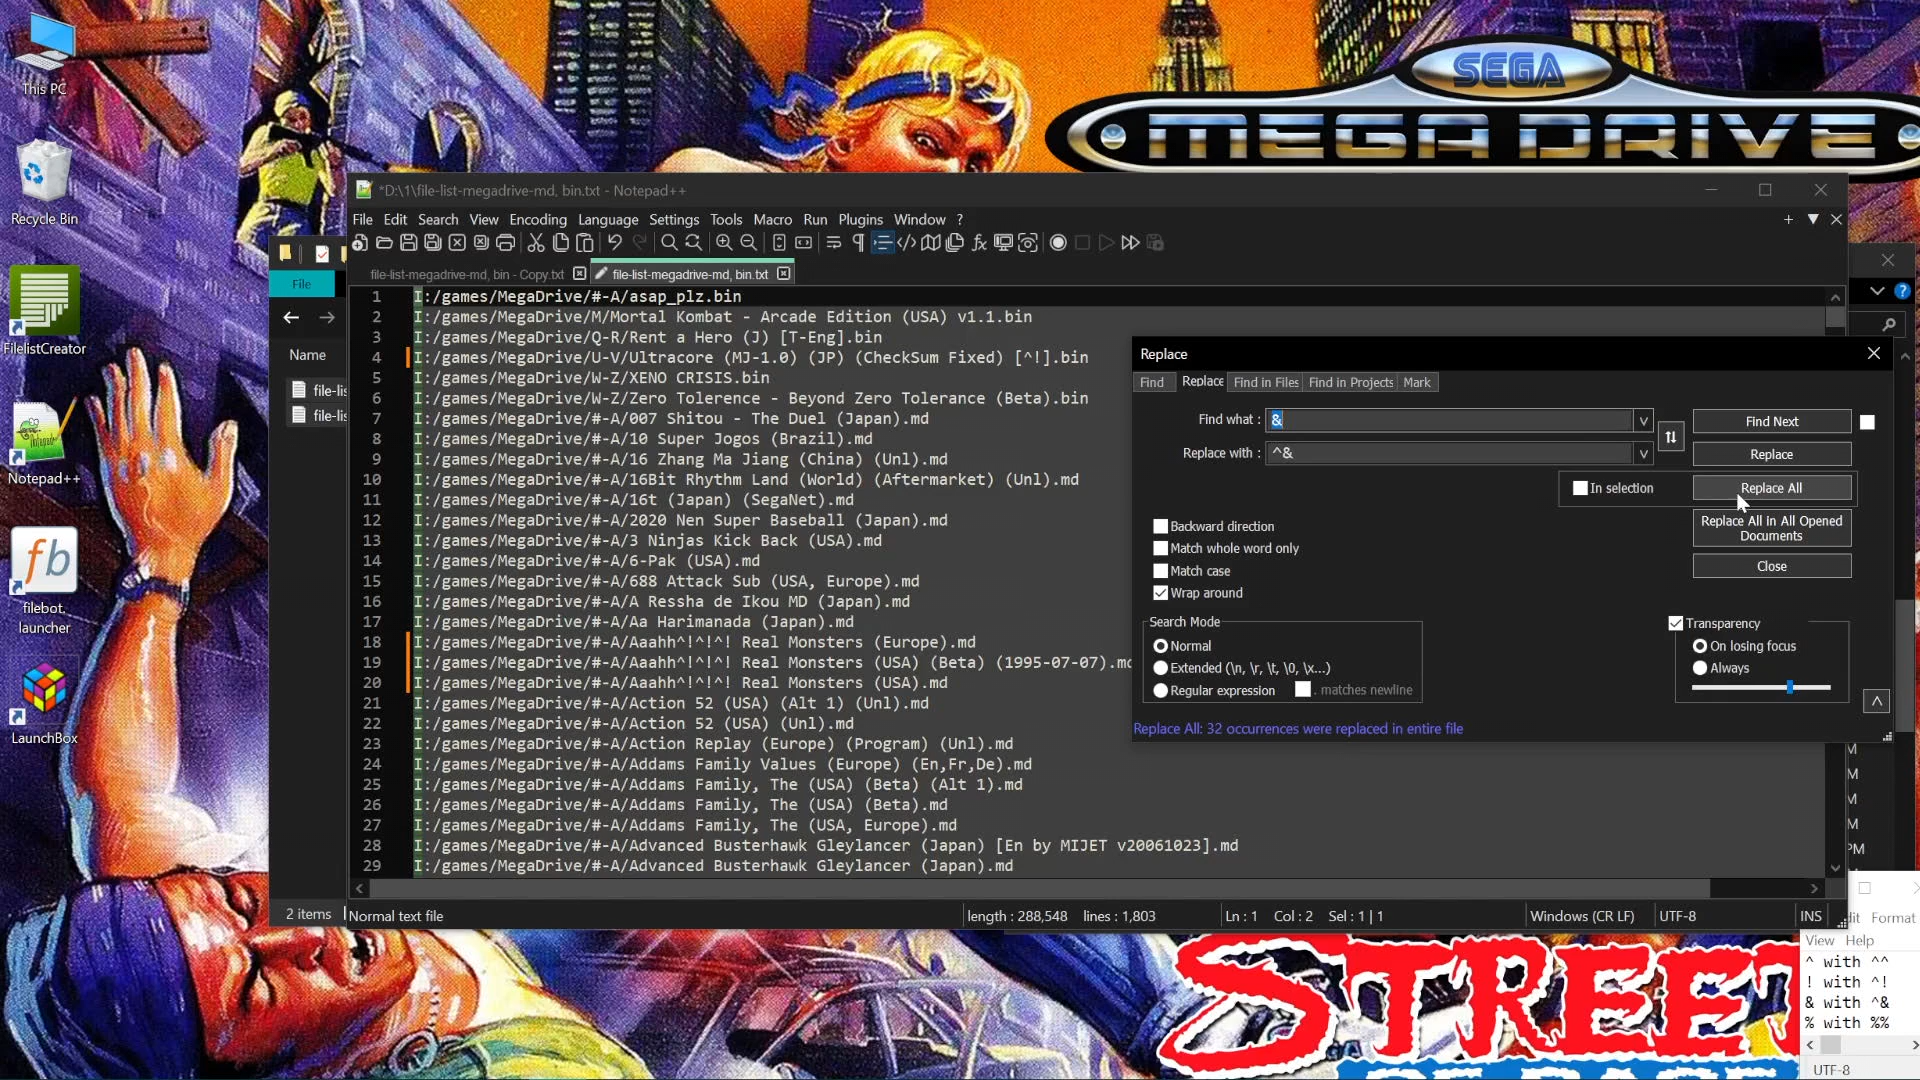 SEGA
MEGA DRIVE
This PC
Recycle Bin
FilelistCreator
Notepad++
filebot.
launcher
LaunchBox
*D:\1\file-list-megadrive-md, bin.txt - Notepad++
File Edit Search View Encoding Language Settings Tools Macro Run Plugins Window ?
file-list-megadrive-md, bin - Copy.txt
file-list-megadrive-md, bin.txt
File
Name
file-lis
file-lis
2 items
1 I:/games/MegaDrive/#-A/asap_plz.bin
2 I:/games/MegaDrive/M/Mortal Kombat - Arcade Edition (USA) v1.1.bin
3 I:/games/MegaDrive/Q-R/Rent a Hero (J) [T-Eng].bin
4 I:/games/MegaDrive/U-V/Ultracore (MJ-1.0) (JP) (CheckSum Fixed) [^!].bin
5 I:/games/MegaDrive/W-Z/XENO CRISIS.bin
6 I:/games/MegaDrive/W-Z/Zero Tolerence - Beyond Zero Tolerance (Beta).bin
7 I:/games/MegaDrive/#-A/007 Shitou - The Duel (Japan).md
8 I:/games/MegaDrive/#-A/10 Super Jogos (Brazil).md
9 I:/games/MegaDrive/#-A/16 Zhang Ma Jiang (China) (Unl).md
10 I:/games/MegaDrive/#-A/16Bit Rhythm Land (World) (Aftermarket) (Unl).md
11 I:/games/MegaDrive/#-A/16t (Japan) (SegaNet).md
12 I:/games/MegaDrive/#-A/2020 Nen Super Baseball (Japan).md
13 I:/games/MegaDrive/#-A/3 Ninjas Kick Back (USA).md
14 I:/games/MegaDrive/#-A/6-Pak (USA).md
15 I:/games/MegaDrive/#-A/688 Attack Sub (USA, Europe).md
16 I:/games/MegaDrive/#-A/A Ressha de Ikou MD (Japan).md
17 I:/games/MegaDrive/#-A/Aa Harimanada (Japan).md
18 I:/games/MegaDrive/#-A/Aaahh^!^!^! Real Monsters (Europe).md
19 I:/games/MegaDrive/#-A/Aaahh^!^!^! Real Monsters (USA) (Beta) (1995-07-07).md
20 I:/games/MegaDrive/#-A/Aaahh^!^!^! Real Monsters (USA).md
21 I:/games/MegaDrive/#-A/Action 52 (USA) (Alt 1) (Unl).md
22 I:/games/MegaDrive/#-A/Action 52 (USA) (Unl).md
23 I:/games/MegaDrive/#-A/Action Replay (Europe) (Program) (Unl).md
24 I:/games/MegaDrive/#-A/Addams Family Values (Europe) (En,Fr,De).md
25 I:/games/MegaDrive/#-A/Addams Family, The (USA) (Beta) (Alt 1).md
26 I:/games/MegaDrive/#-A/Addams Family, The (USA) (Beta).md
27 I:/games/MegaDrive/#-A/Addams Family, The (USA, Europe).md
28 I:/games/MegaDrive/#-A/Advanced Busterhawk Gleylancer (Japan) [En by MIJET v20061023].md
29 I:/games/MegaDrive/#-A/Advanced Busterhawk Gleylancer (Japan).md
Normal text file length : 288,548 lines : 1,803 Ln : 1 Col : 2 Sel : 1 | 1 Windows (CR LF) UTF-8 INS
Replace
Find Replace Find in Files Find in Projects Mark
Find what : & Find Next
Replace with : ^& Replace
In selection Replace All
Replace All in All Opened
Documents
Close
Backward direction
Match whole word only
Match case
Wrap around
Search Mode
Normal
Extended (\n, \r, \t, \0, \x...)
Regular expression . matches newline
Transparency
On losing focus
Always
Replace All: 32 occurrences were replaced in entire file
M
M
M
M
PM
dit Format
View Help
^ with ^^
! with ^!
& with ^&
% with %%
UTF-8
STREET